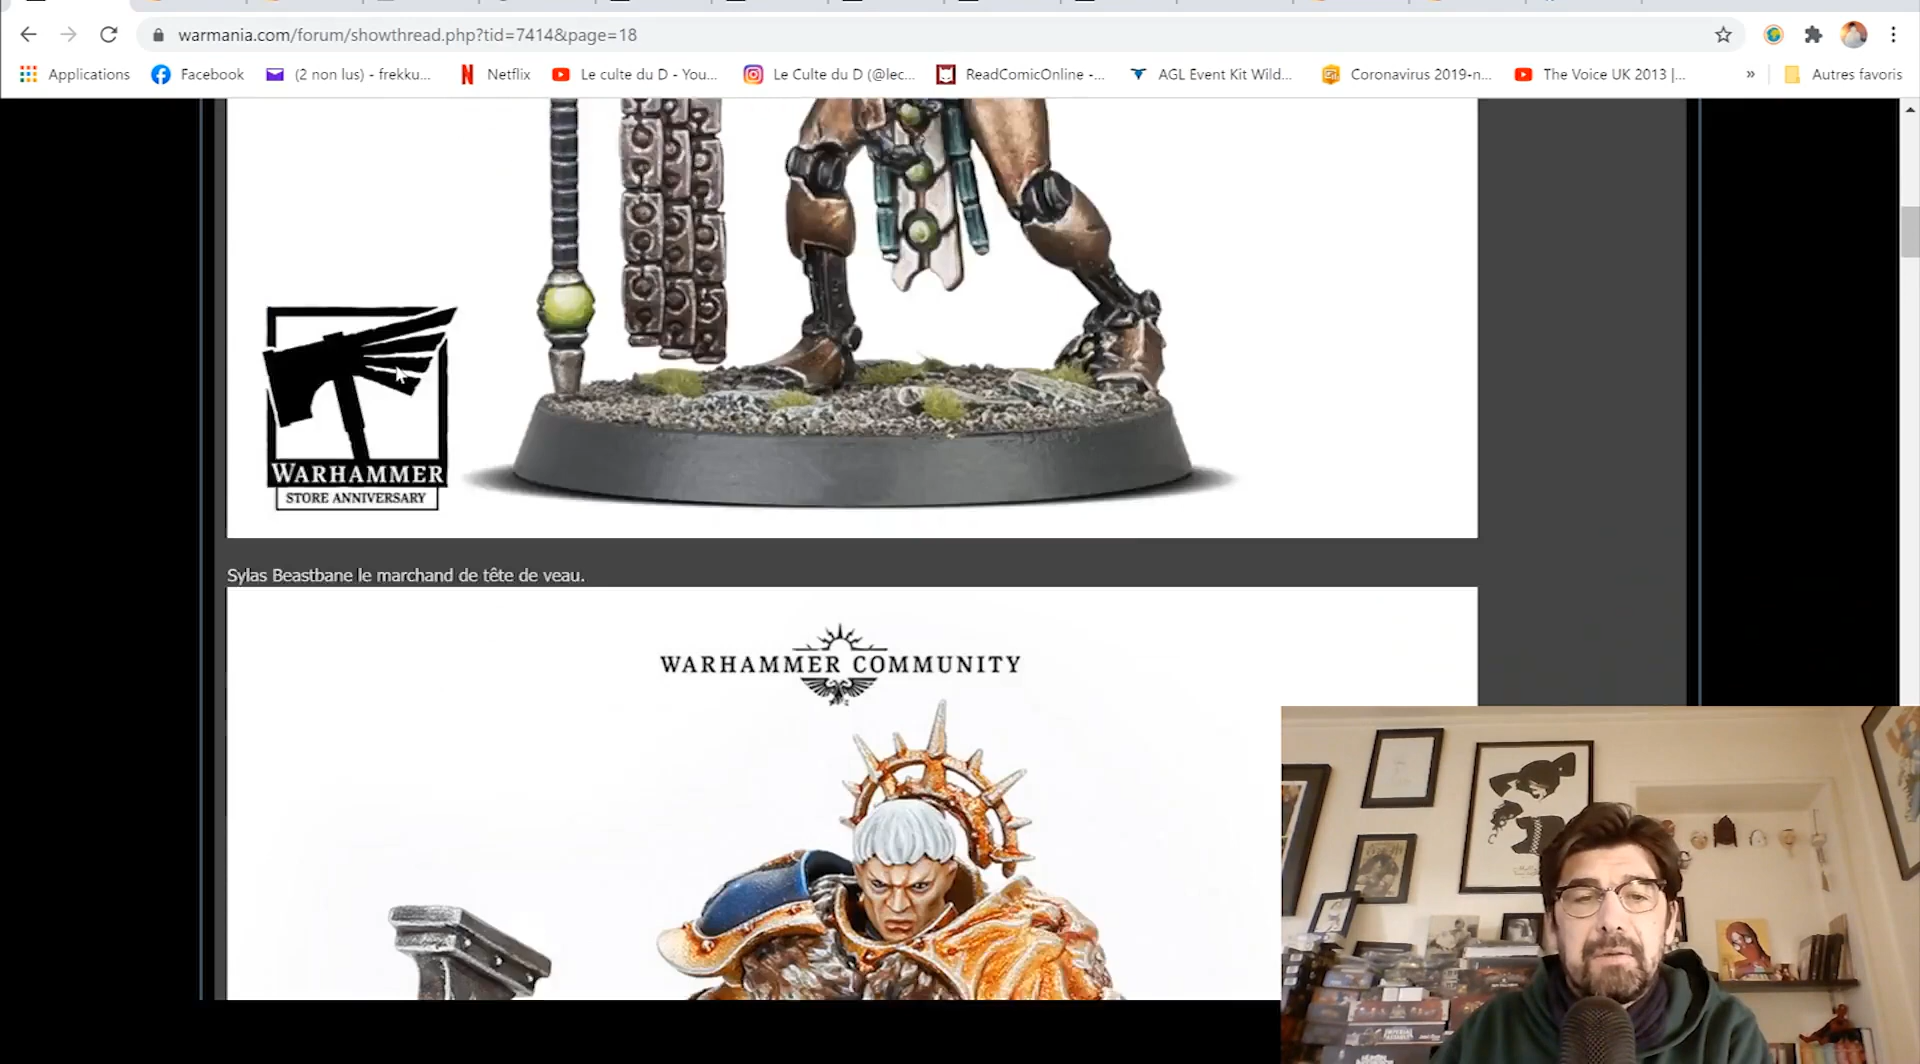 warmania.com/forum/showthread.php?tid=7414&page=18
Applications
Facebook
(2 non lus) - frekku...
Netflix
Le culte du D - You...
Le Culte du D (@lec...
ReadComicOnline -...
AGL Event Kit Wild...
Coronavirus 2019-n...
The Voice UK 2013 |...
»
Autres favoris
WARHAMMER
STORE ANNIVERSARY
Sylas Beastbane le marchand de tête de veau.
WARHAMMER COMMUNITY